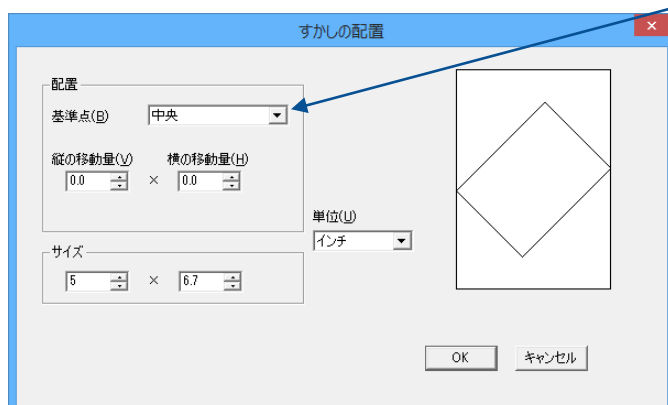 すかしの配置
配置
基準点(B) 中央
縦の移動量(V) 横の移動量(H)
0.0 × 0.0
単位(U)
インチ
サイズ
5 × 6.7
OK キャンセル